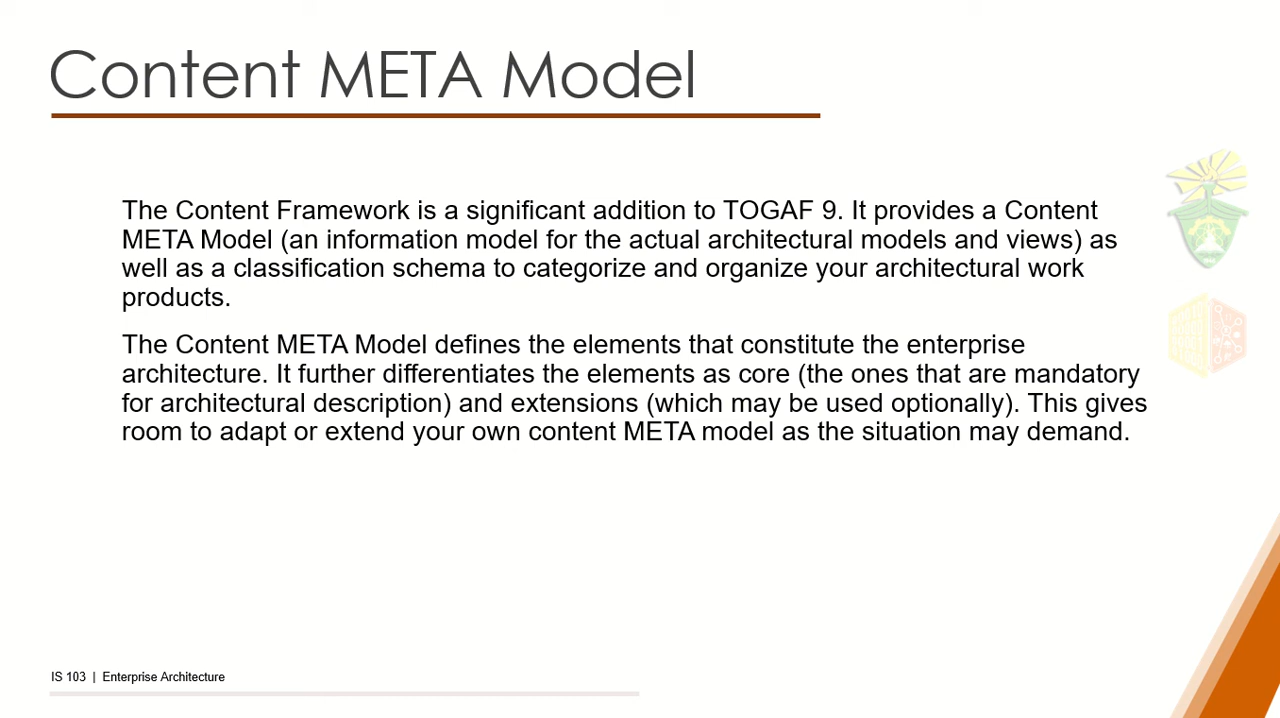 Content META Model
The Content Framework is a significant addition to TOGAF 9. It provides a Content
META Model (an information model for the actual architectural models and views) as
well as a classification schema to categorize and organize your architectural work
products.
The Content META Model defines the elements that constitute the enterprise
architecture. It further differentiates the elements as core (the ones that are mandatory
for architectural description) and extensions (which may be used optionally). This gives
room to adapt or extend your own content META model as the situation may demand.
IS 103 | Enterprise Architecture